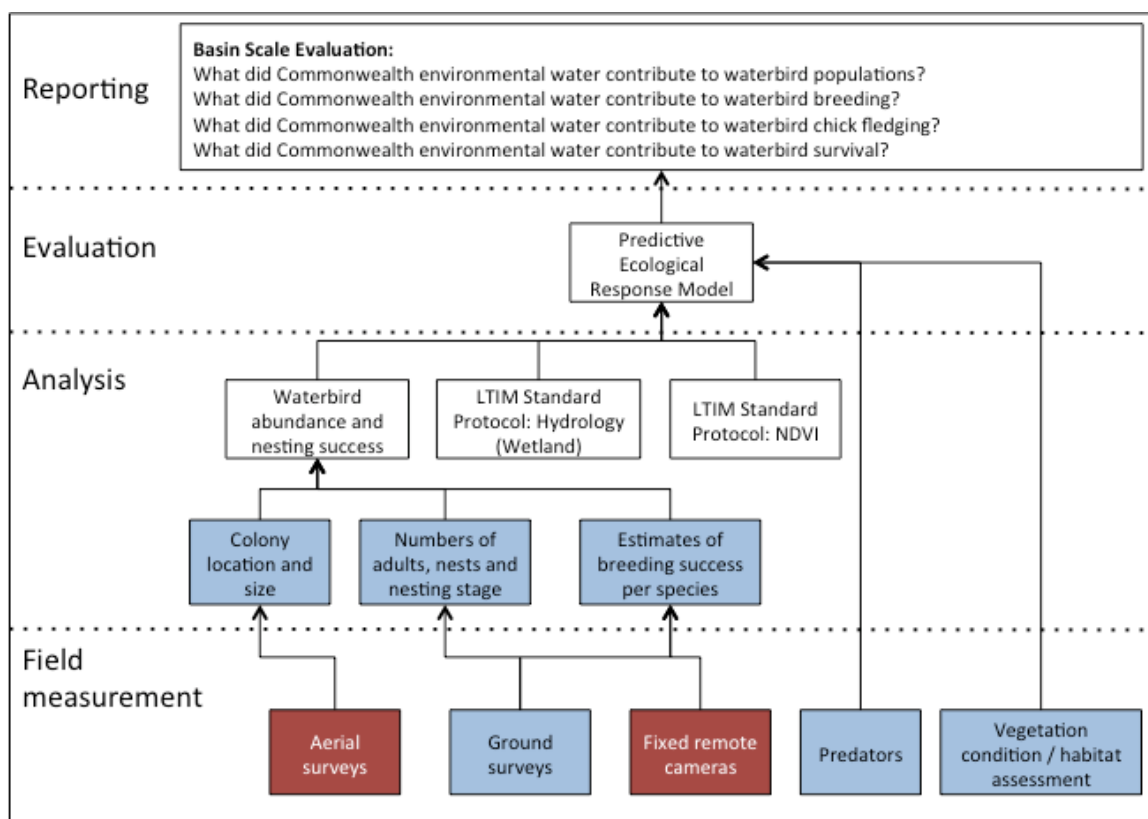 Reporting
Basin Scale Evaluation:
What did Commonwealth environmental water contribute to waterbird populations?
What did Commonwealth environmental water contribute to waterbird breeding?
What did Commonwealth environmental water contribute to waterbird chick fledging?
What did Commonwealth environmental water contribute to waterbird survival?
Evaluation
Predictive
Ecological
Response Model
Analysis
Waterbird
abundance and
nesting success
LTIM Standard
Protocol: Hydrology
(Wetland)
LTIM Standard
Protocol: NDVI
Colony
location and
size
Numbers of
adults, nests and
nesting stage
Estimates of
breeding success
per species
Field
measurement
Aerial
surveys
Ground
surveys
Fixed remote
cameras
Predators
Vegetation
condition / habitat
assessment